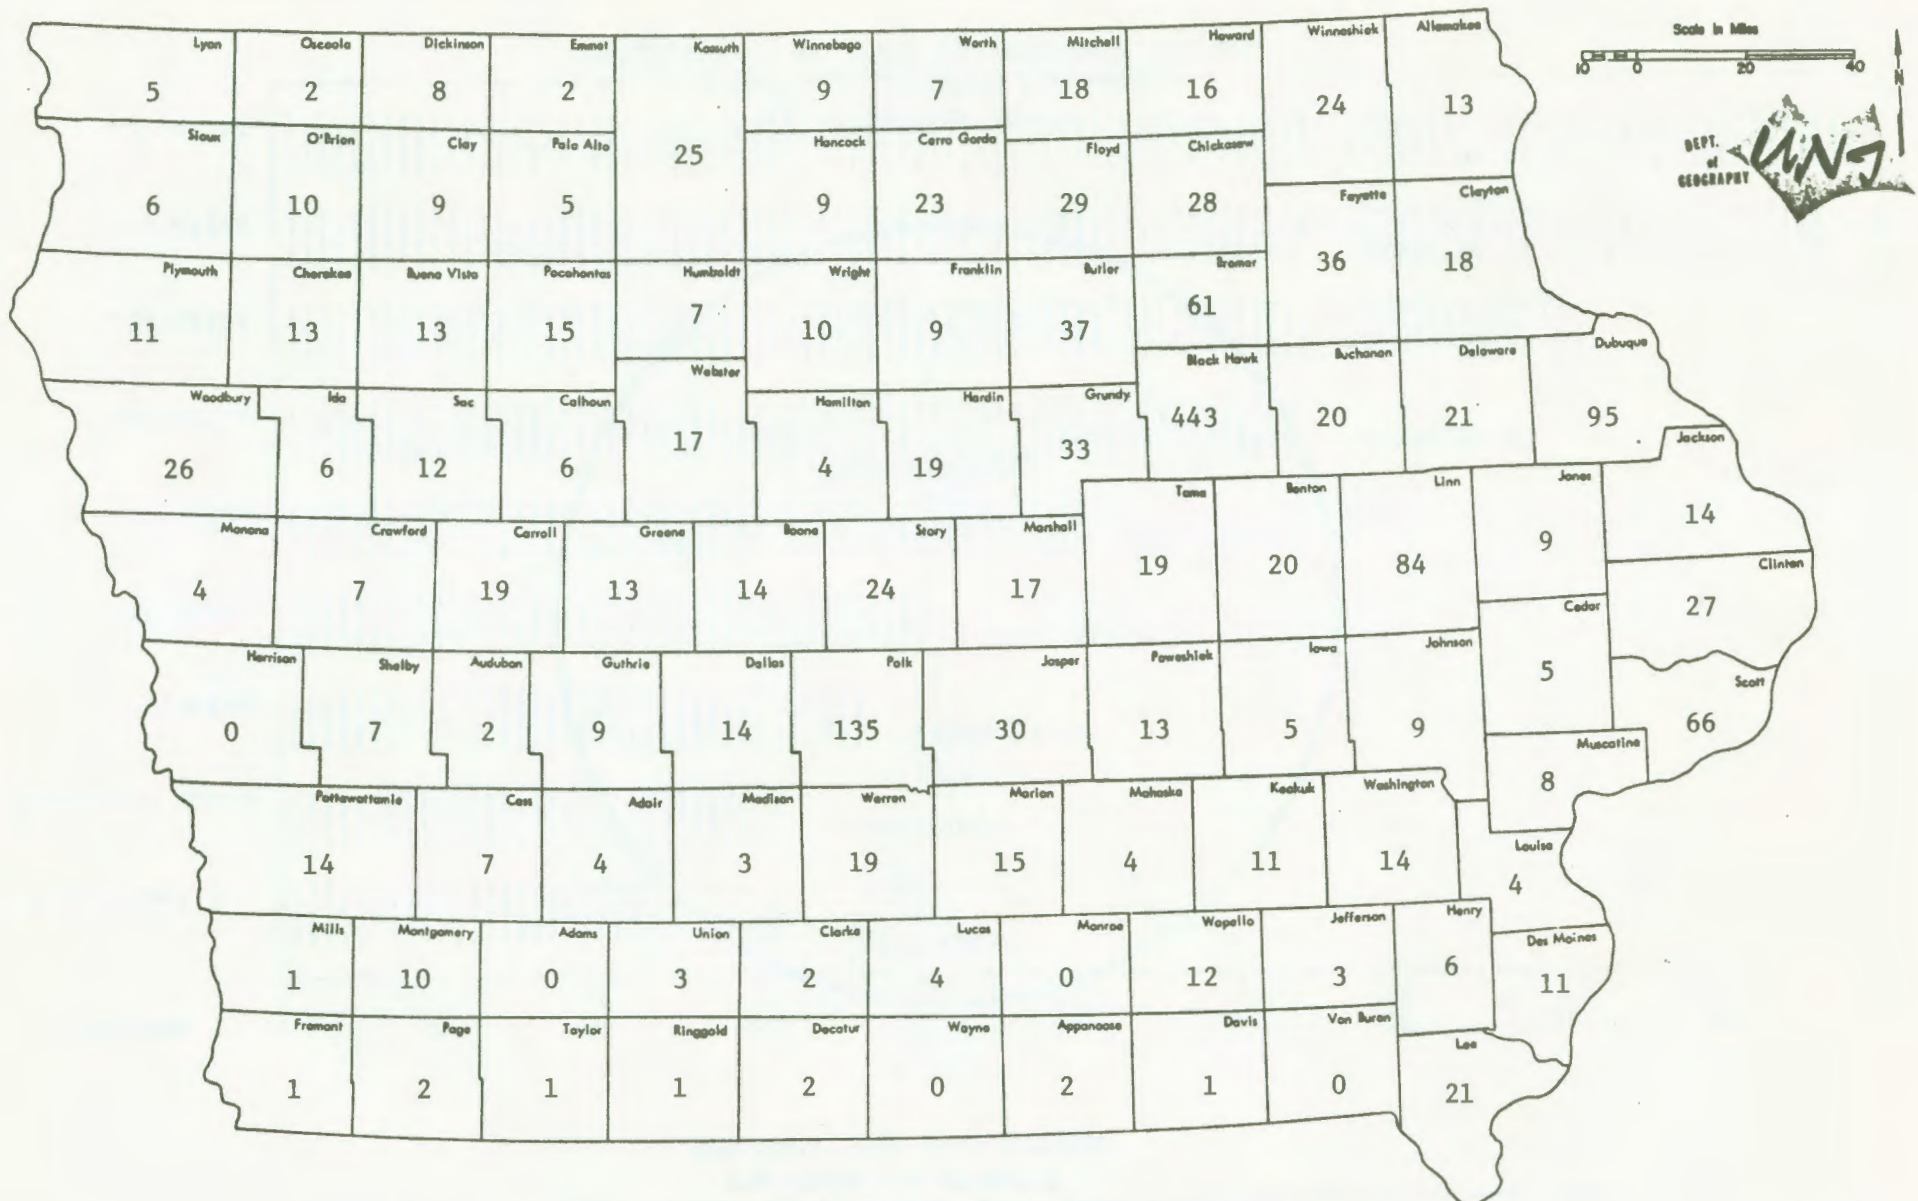 Scale in Miles
10 0 20 40
N
DEPT.
of
GEOGRAPHY
UNI
Lyon Osceola Dickinson Emmet Kossuth Winnebago Worth Mitchell Howard Winneshiek Allamakee
5 2 8 2 25 9 7 18 16 24 13
Sioux O'Brien Clay Palo Alto Hancock Cerro Gordo Floyd Chickasaw
6 10 9 5 9 23 29 28
Fayette Clayton
36 18
Plymouth Cherokee Buena Vista Pocahontas Humboldt Wright Franklin Butler Bremer
11 13 13 15 7 10 9 37 61
Woodbury Ida Sac Calhoun Webster Hamilton Hardin Grundy Black Hawk Buchanan Delaware Dubuque
26 6 12 6 17 4 19 33 443 20 21 95
Monona Crawford Carroll Greene Boone Story Marshall Tama Benton Linn Jones Jackson
4 7 19 13 14 24 17 19 20 84 9 14
Clinton
27
Harrison Shelby Audubon Guthrie Dallas Polk Jasper Poweshiek Iowa Johnson Cedar Scott
0 7 2 9 14 135 30 13 5 9 5 66
Muscatine
8
Pottawattamie Cass Adair Madison Warren Marion Mahaska Keokuk Washington Louisa
14 7 4 3 19 15 4 11 14 4
Mills Montgomery Adams Union Clarke Lucas Monroe Wapello Jefferson Henry Des Moines
1 10 0 3 2 4 0 12 3 6 11
Fremont Page Taylor Ringgold Decatur Wayne Appanoose Davis Van Buren Lee
1 2 1 1 2 0 2 1 0 21